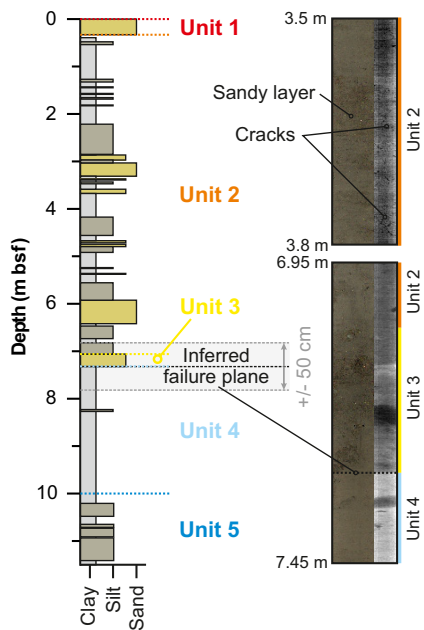 0
2
4
6
8
10
Depth (m bsf)
Clay
Silt
Sand
Unit 1
Unit 2
Unit 3
Inferred
failure plane
+/- 50 cm
Unit 4
Unit 5
3.5 m
Sandy layer
Cracks
Unit 2
3.8 m
6.95 m
Unit 2
Unit 3
Unit 4
7.45 m